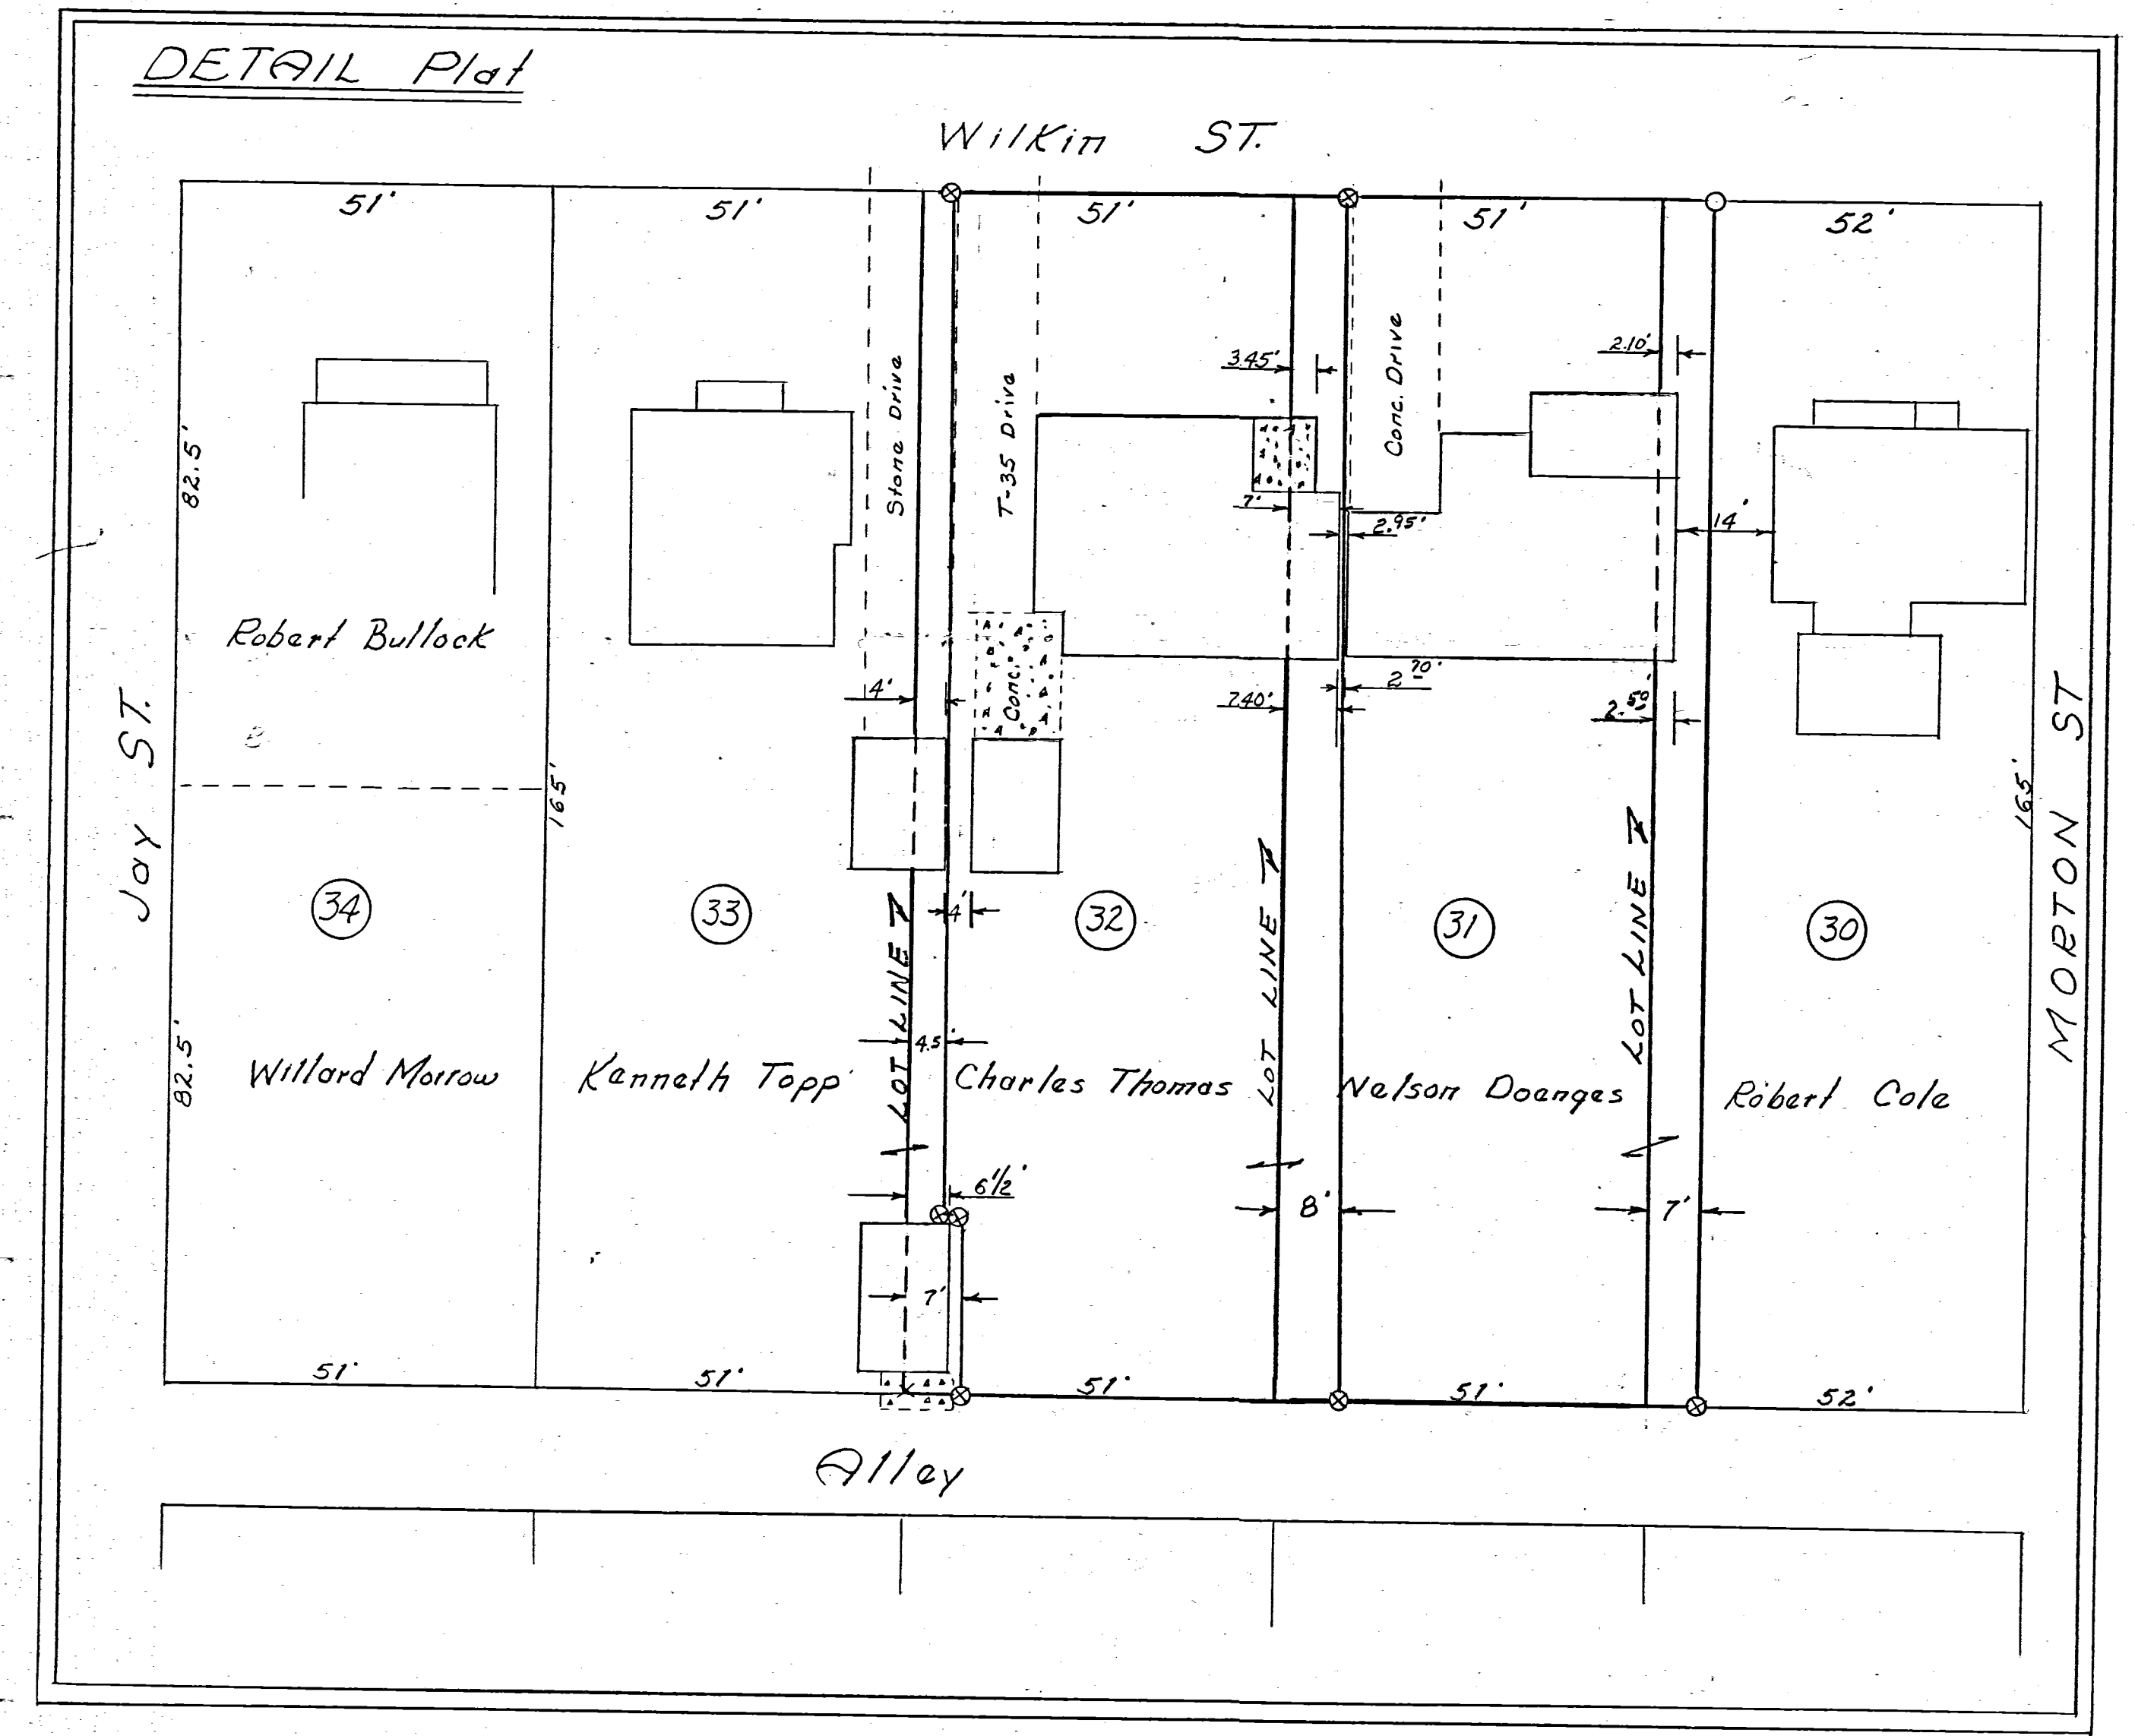 DETAIL Plat
Wilkin ST.
51'
51'
51'
51'
52'
82.5'
Stone Drive
T-35 Drive
3.45'
Conc. Drive
2.10'
7'
2.95'
14'
Robert Bullock
4'
Conc.
7.40'
2.70'
2.50'
Jay ST.
165'
165'
MORTON ST
34
33
4'
32
31
30
LOT LINE
LOT LINE
LOT LINE
82.5'
4.5'
Willard Morrow
Kenneth Topp
Charles Thomas
Nelson Doenges
Robert Cole
6 1/2'
8'
7'
7'
51'
51'
51'
51'
52'
Alley